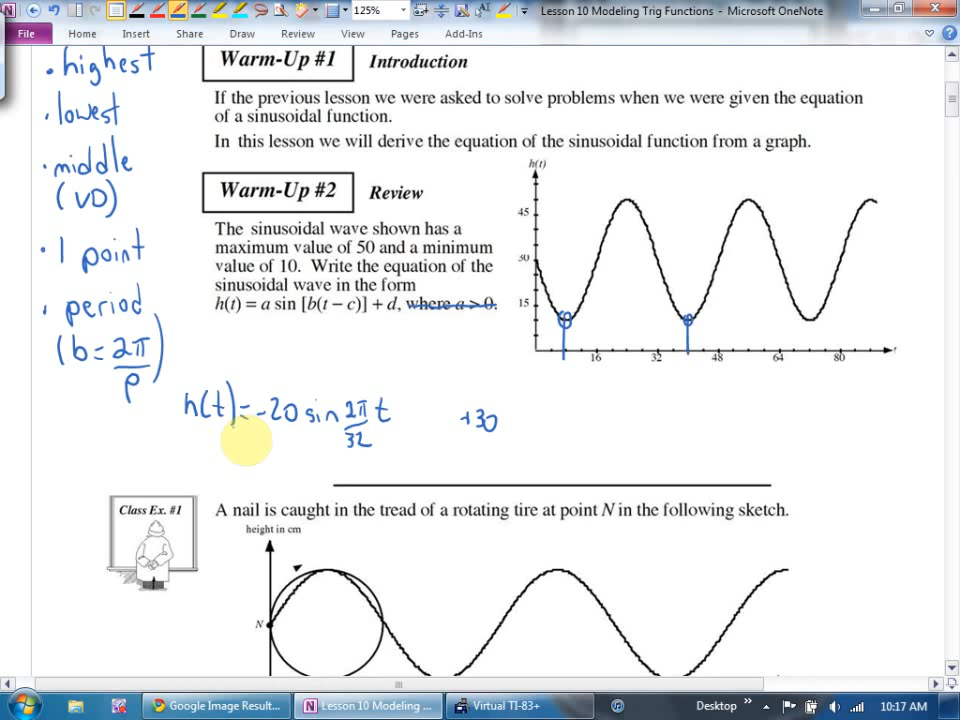 125%
Lesson 10 Modeling Trig Functions - Microsoft OneNote
File Home Insert Share Draw Review View Pages Add-Ins
• highest
• lowest
• middle
(VD)
• 1 point
• period
(b = 2π/P)
Warm-Up #1 Introduction
If the previous lesson we were asked to solve problems when we were given the equation
of a sinusoidal function.
In this lesson we will derive the equation of the sinusoidal function from a graph.
Warm-Up #2 Review
The sinusoidal wave shown has a
maximum value of 50 and a minimum
value of 10. Write the equation of the
sinusoidal wave in the form
h(t) = a sin [b(t − c)] + d, where a > 0.
h(t)
45
30
15
16 32 48 64 80 t
h(t) = -20 sin 2π/32 t +30
Class Ex. #1
A nail is caught in the tread of a rotating tire at point N in the following sketch.
height in cm
N
Google Image Result...
Lesson 10 Modeling ...
Virtual TI-83+
Desktop
10:17 AM